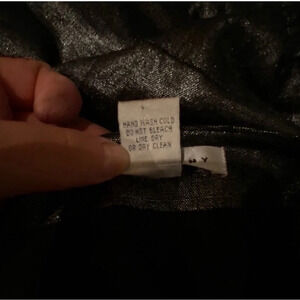 HAND WASH COLD
DO NOT BLEACH
LINE DRY
OR DRY CLEAN